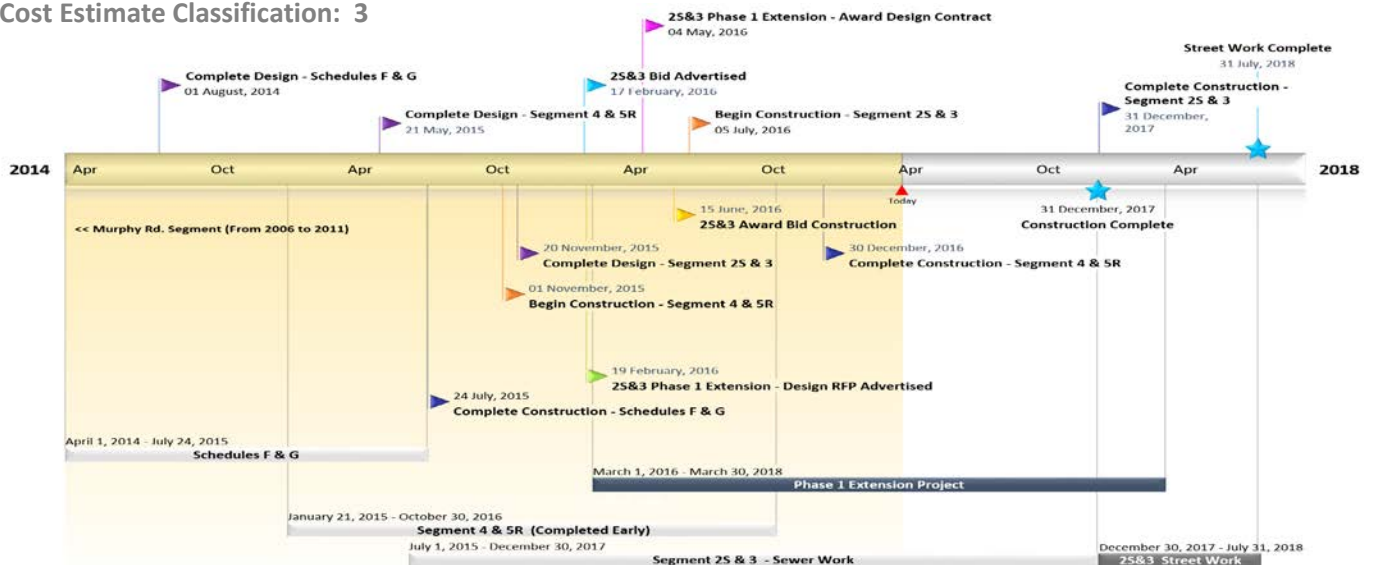 Cost Estimate Classification: 3
2S&3 Phase 1 Extension - Award Design Contract
04 May, 2016
Street Work Complete
31 July, 2018
Complete Design - Schedules F & G
01 August, 2014
2S&3 Bid Advertised
17 February, 2016
Complete Construction -
Segment 2S & 3
31 December,
2017
Complete Design - Segment 4 & 5R
21 May, 2015
Begin Construction - Segment 2S & 3
05 July, 2016
2014 Apr Oct Apr Oct Apr Oct Apr Oct Apr 2018
Today
15 June, 2016
2S&3 Award Bid Construction
31 December, 2017
Construction Complete
<< Murphy Rd. Segment (From 2006 to 2011)
20 November, 2015
Complete Design - Segment 2S & 3
30 December, 2016
Complete Construction - Segment 4 & 5R
01 November, 2015
Begin Construction - Segment 4 & 5R
19 February, 2016
2S&3 Phase 1 Extension - Design RFP Advertised
24 July, 2015
Complete Construction - Schedules F & G
April 1, 2014 - July 24, 2015
Schedules F & G
March 1, 2016 - March 30, 2018
Phase 1 Extension Project
January 21, 2015 - October 30, 2016
Segment 4 & 5R (Completed Early)
July 1, 2015 - December 30, 2017
Segment 2S & 3 - Sewer Work
December 30, 2017 - July 31, 2018
2S&3 Street Work